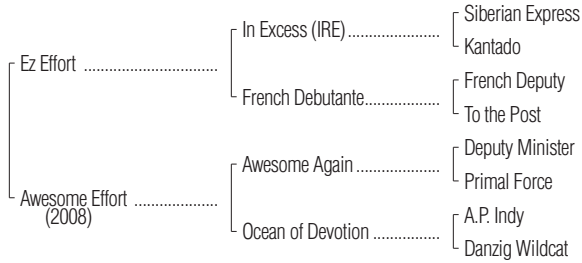 Siberian Express
In Excess (IRE) ....................
Kantado
Ez Effort .............................
French Deputy
French Debutante................
To the Post
Deputy Minister
Awesome Again ..................
Primal Force
Awesome Effort ..................
(2008)
A.P. Indy
Ocean of Devotion ..............
Danzig Wildcat